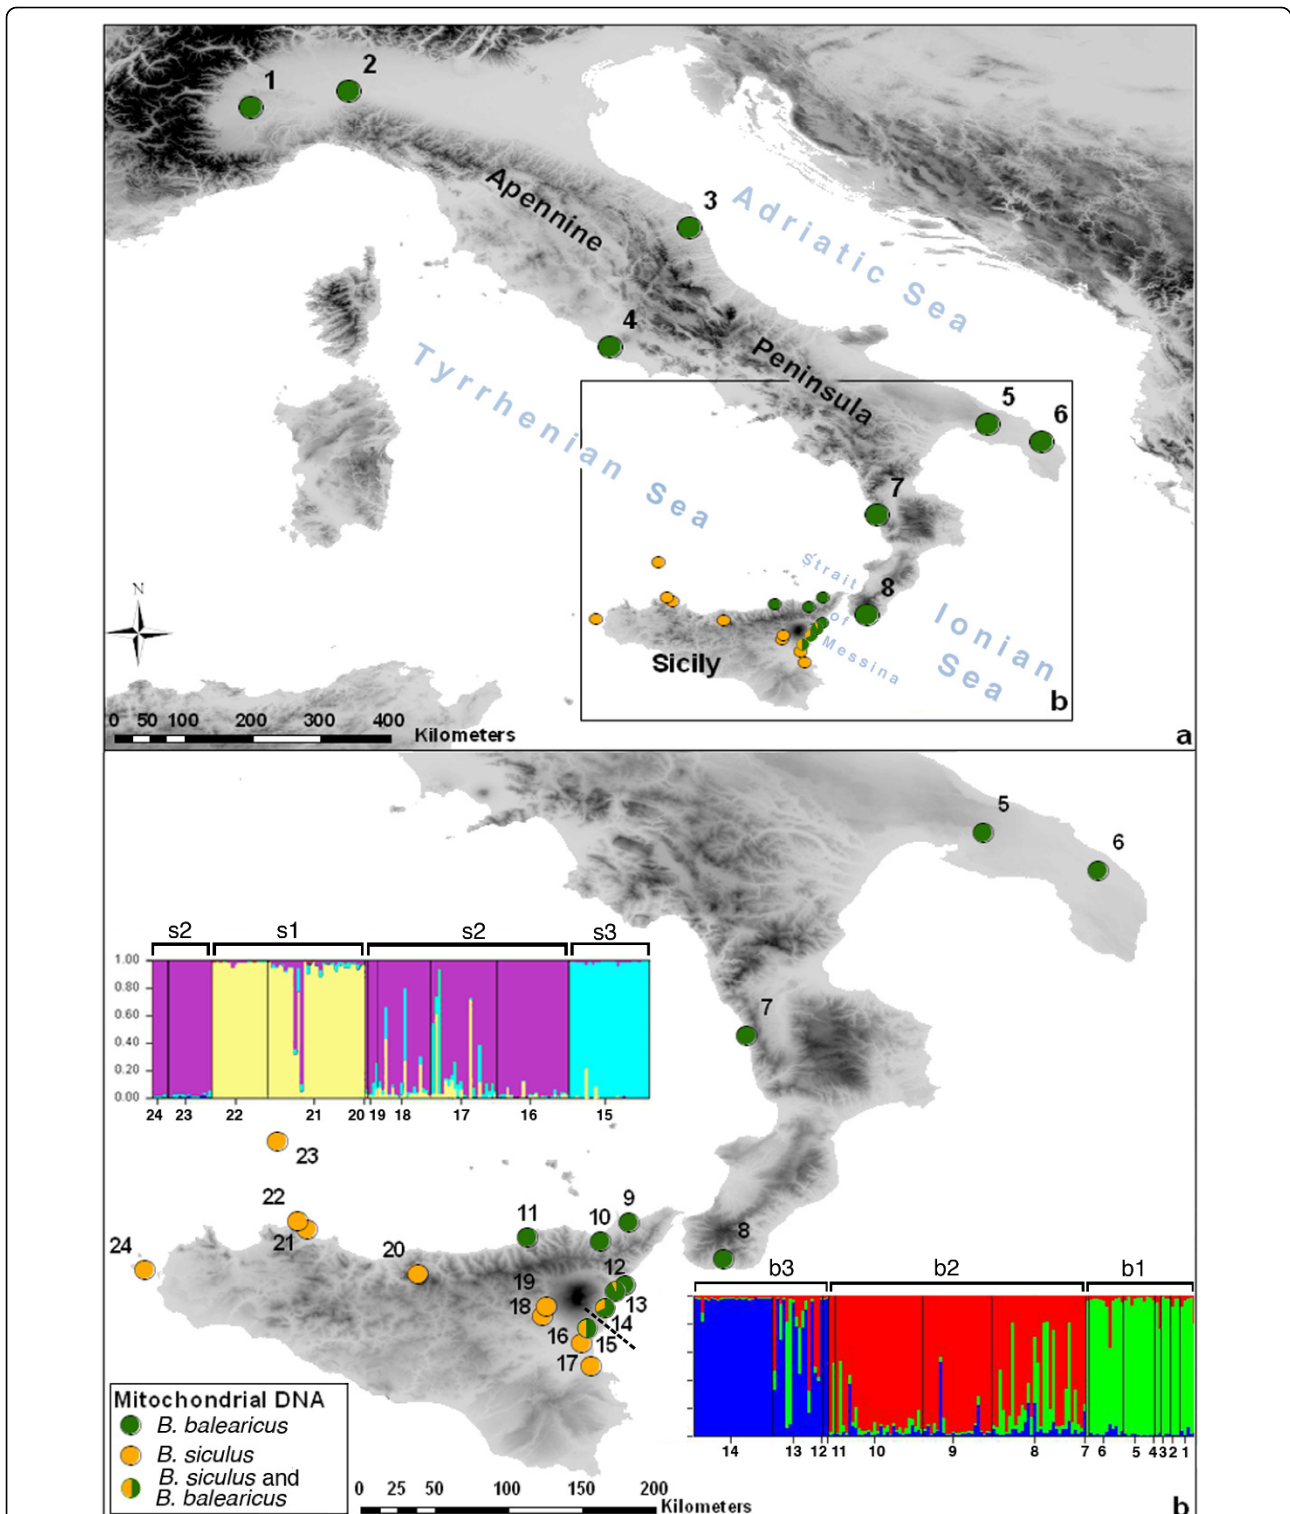 1
2
3
Apennine
Adriatic Sea
4
Peninsula
Tyrrhenian Sea
5
6
7
Strait
of
Messina
8
Ionian
Sea
N
Sicily
b
0 50 100 200 300 400
Kilometers
a
5
6
s2 s1 s2 s3
1.00
0.80
0.60
0.40
0.20
0.00
24 23 22 21 20 19 18 17 16 15
7
23
22
21
24
20
11
10
9
8
12
13
19
18
14
16
15
17
b3 b2 b1
14 13 12 11 10 9 8 7 6 5 4 3 2 1
Mitochondrial DNA
B. balearicus
B. siculus
B. siculus and
B. balearicus
0 25 50 100 150 200
Kilometers
b